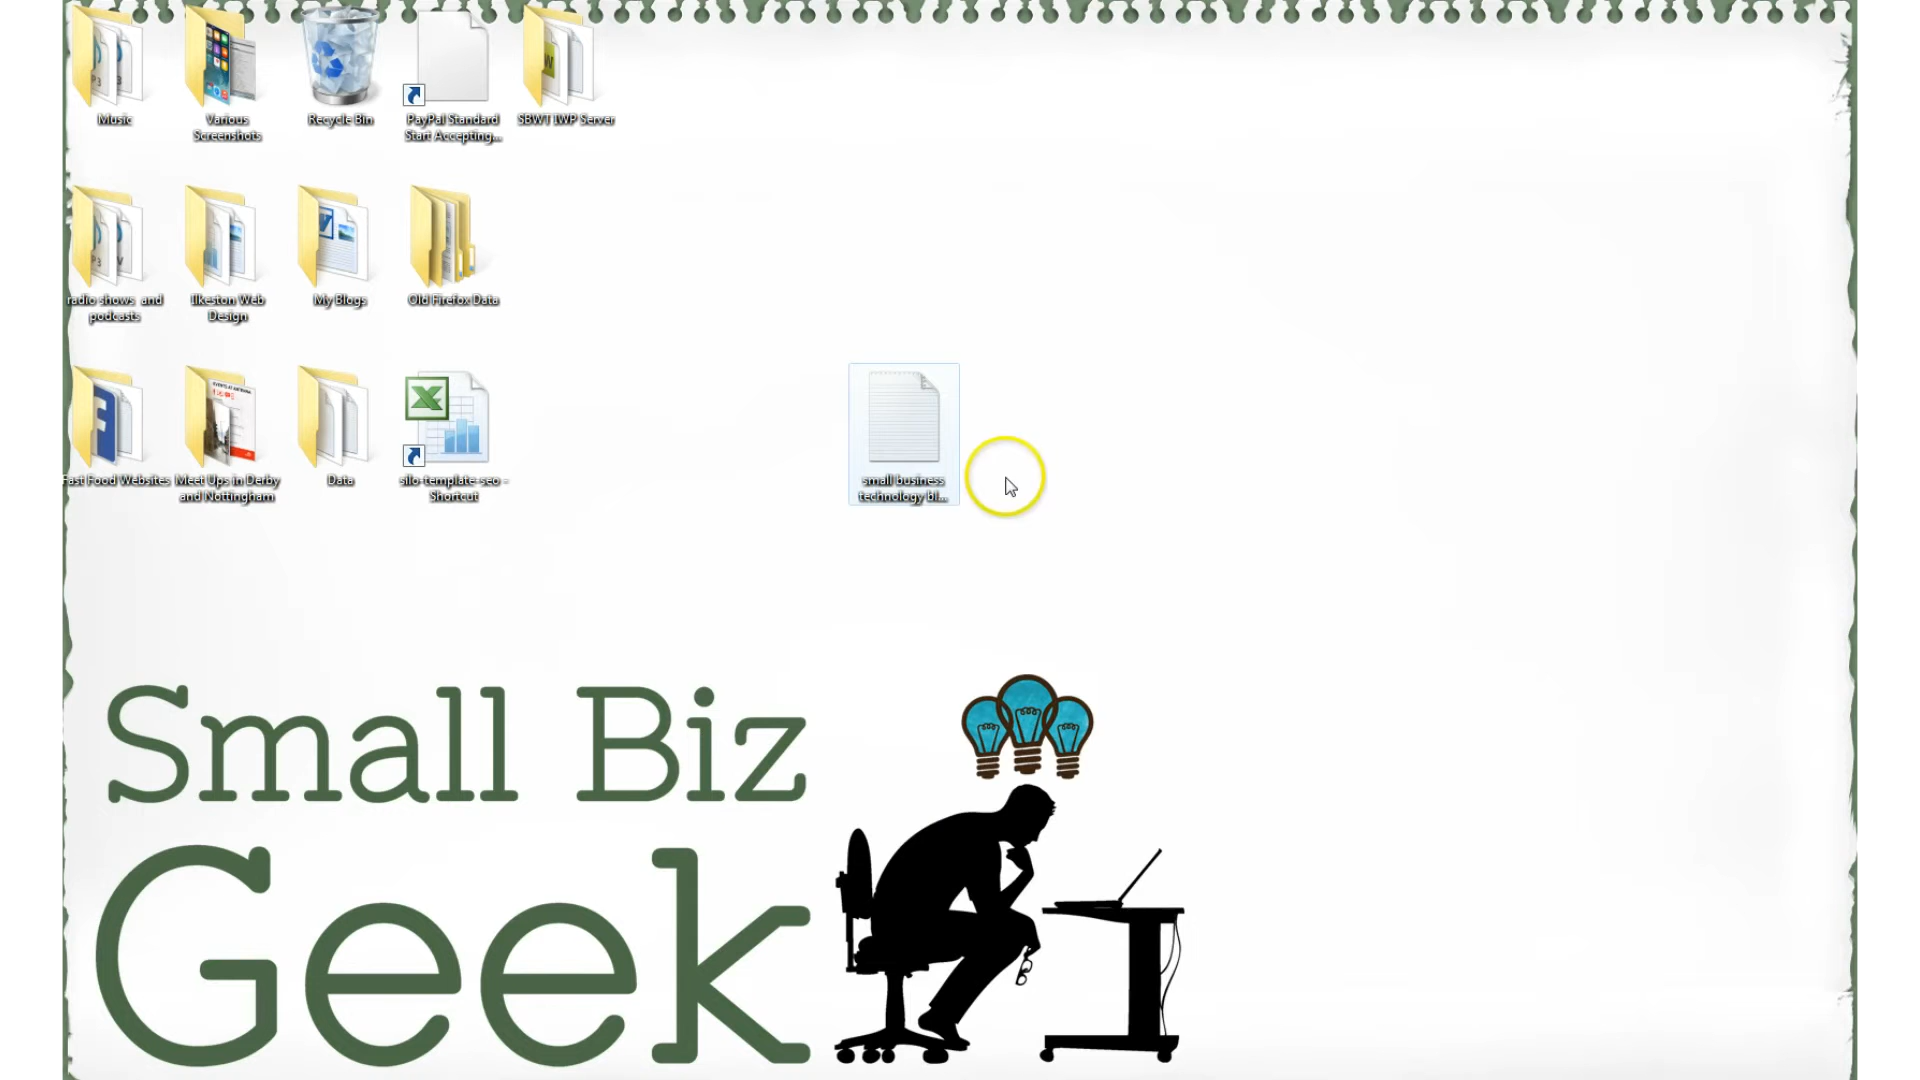 Music
Various
Screenshots
Recycle Bin
PayPal Standard
Start Accepting...
SBWT IWP Server
radio shows and
podcasts
Ilkeston Web
Design
My Blogs
Old Firefox Data
Fast Food Websites
Meet Ups in Derby
and Nottingham
Data
silo-template-seo -
Shortcut
small business
technology bl...
Small Biz
Geek